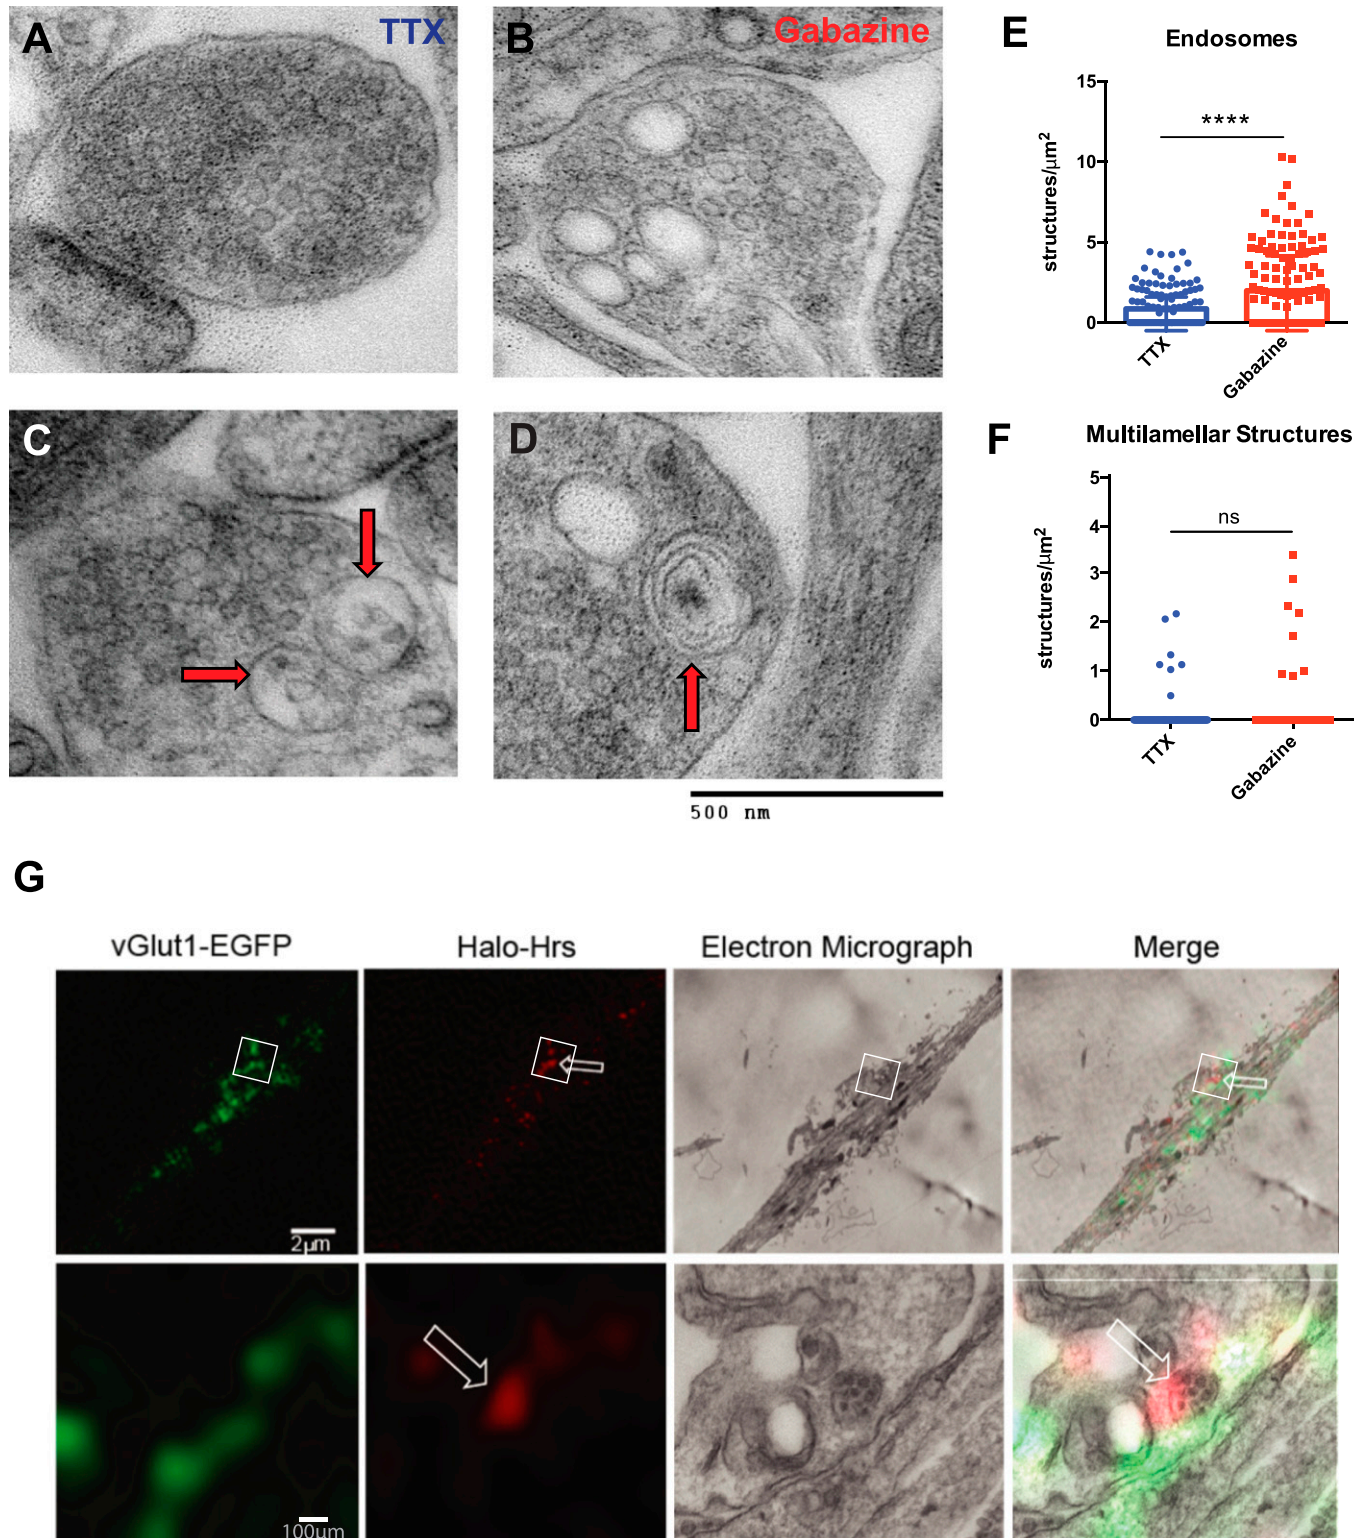 A
TTX
B
Gabazine
C
D
500 nm
E
Endosomes
structures/µm²
15
10
5
0
****
TTX
Gabazine
F
Multilamellar Structures
structures/µm²
5
4
3
2
1
0
ns
TTX
Gabazine
G
vGlut1-EGFP
Halo-Hrs
Electron Micrograph
Merge
2µm
100µm